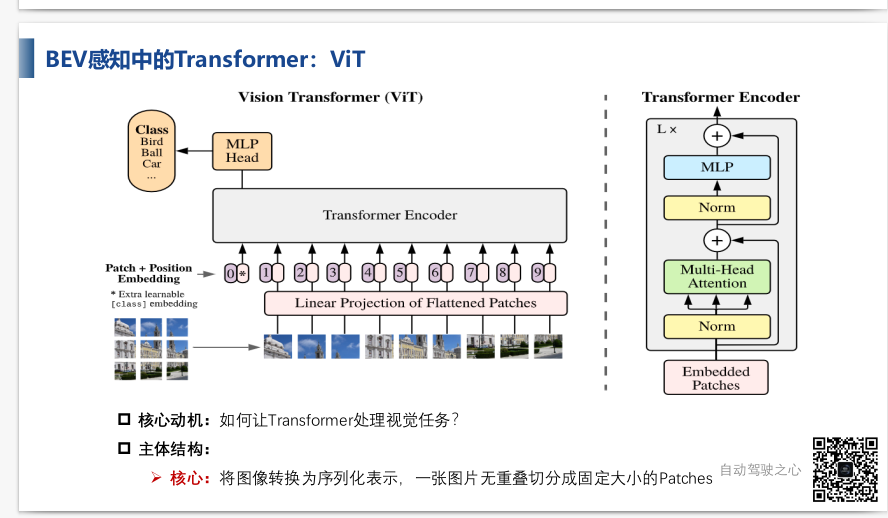 BEV感知中的Transformer：ViT
Vision Transformer (ViT)
Class
Bird
Ball
Car
...
MLP
Head
Transformer Encoder
Patch + Position
Embedding
* Extra learnable
[class] embedding
0 * 1 2 3 4 5 6 7 8 9
Linear Projection of Flattened Patches
Transformer Encoder
L ×
+
MLP
Norm
+
Multi-Head
Attention
Norm
Embedded
Patches
核心动机：如何让Transformer处理视觉任务？
主体结构：
核心：将图像转换为序列化表示，一张图片无重叠切分成固定大小的Patches
自动驾驶之心